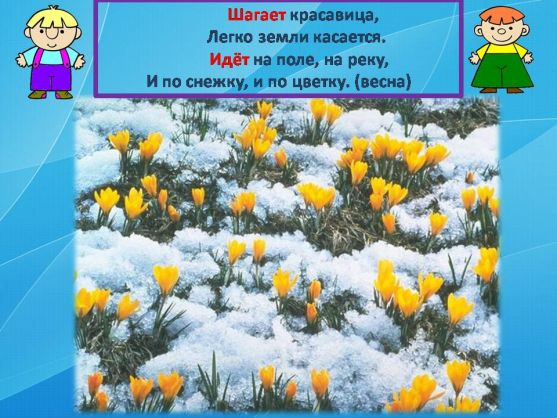 Шагает красавица,
Легко земли касается.
Идёт на поле, на реку,
И по снежку, и по цветку. (весна)